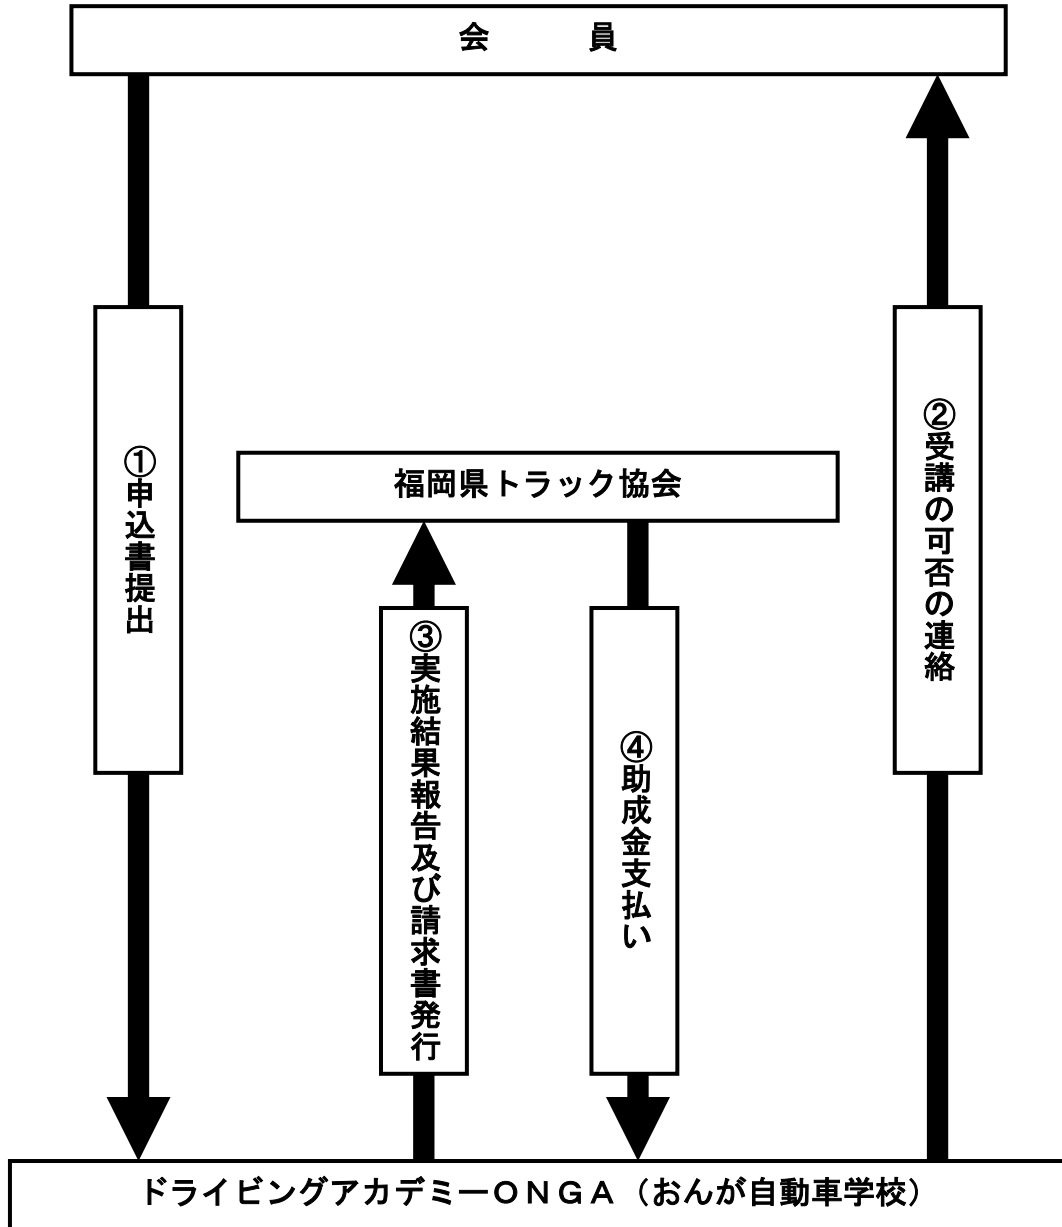 会　員
①申込書提出
②受講の可否の連絡
福岡県トラック協会
③実施結果報告及び請求書発行
④助成金支払い
ドライビングアカデミーＯＮＧＡ（おんが自動車学校）